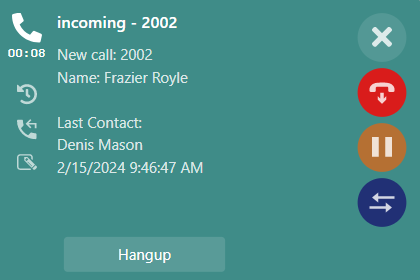 incoming - 2002
00:08
New call: 2002
Name: Frazier Royle
Last Contact:
Denis Mason
2/15/2024 9:46:47 AM
Hangup